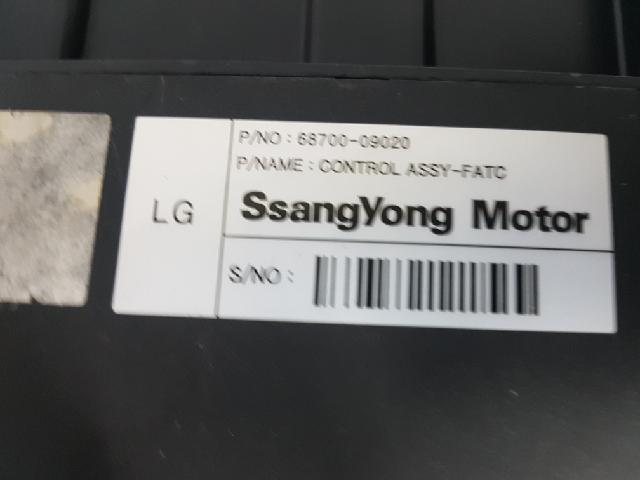 P/NO : 68700-09020
P/NAME : CONTROL ASSY-FATC
LG
SsangYong Motor
S/NO :